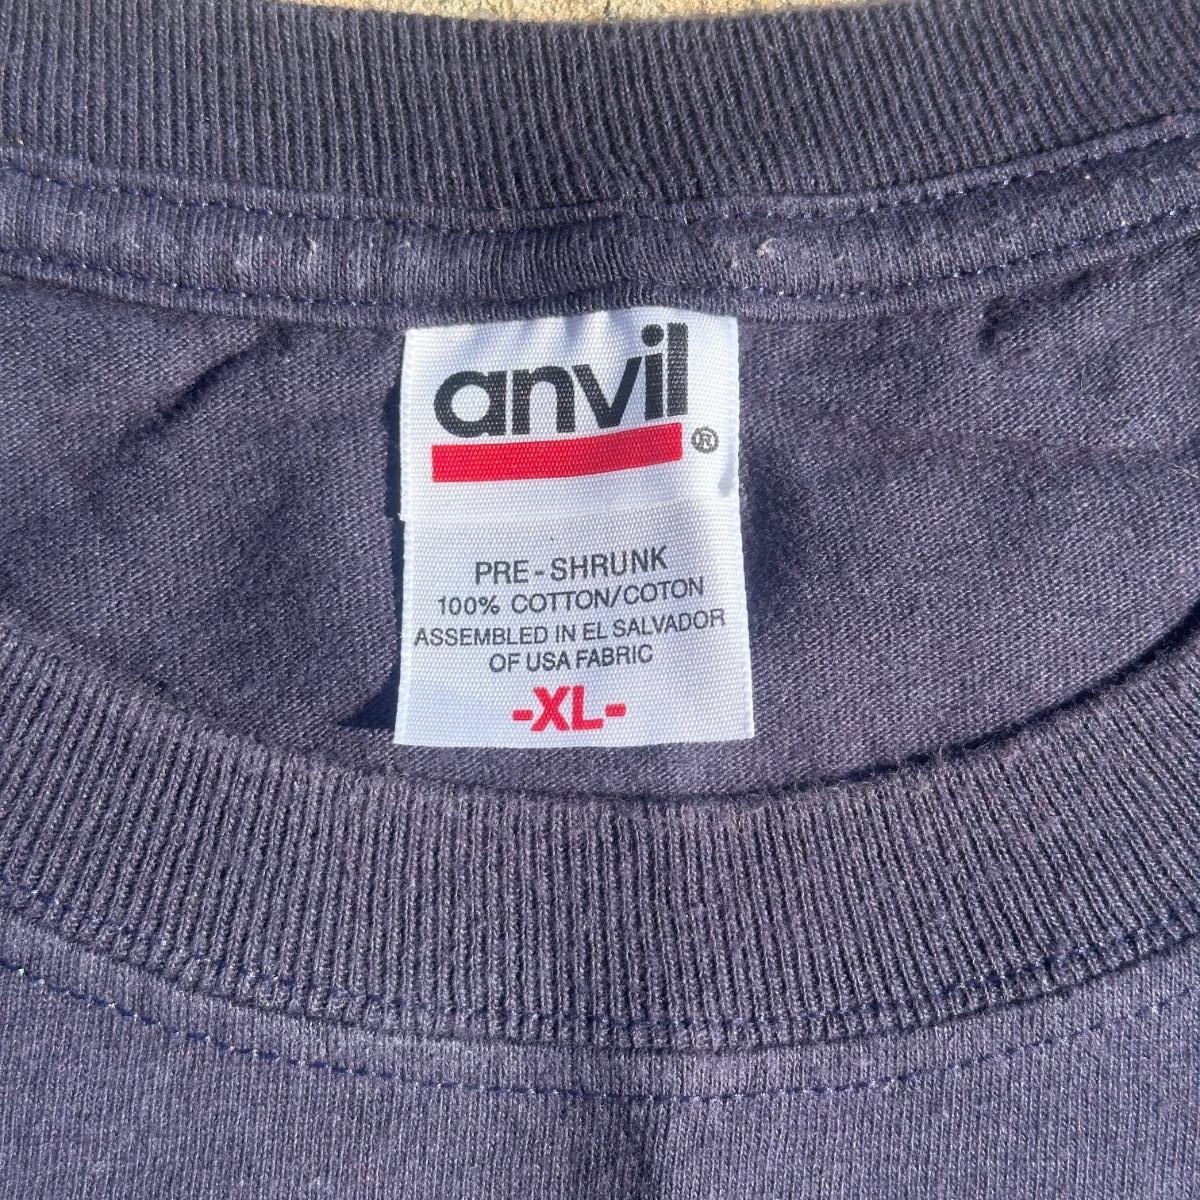 anvil
®
PRE-SHRUNK
100% COTTON/COTON
ASSEMBLED IN EL SALVADOR
OF USA FABRIC
-XL-